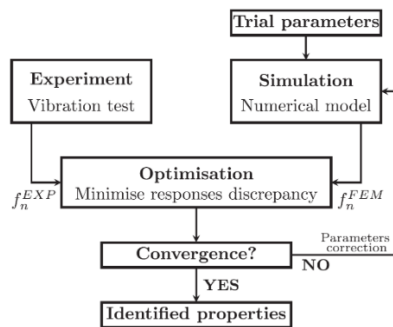 Trial parameters
Experiment
Vibration test
Simulation
Numerical model
f_n^{EXP}
Optimisation
Minimise responses discrepancy
f_n^{FEM}
Convergence?
Parameters
correction
NO
YES
Identified properties